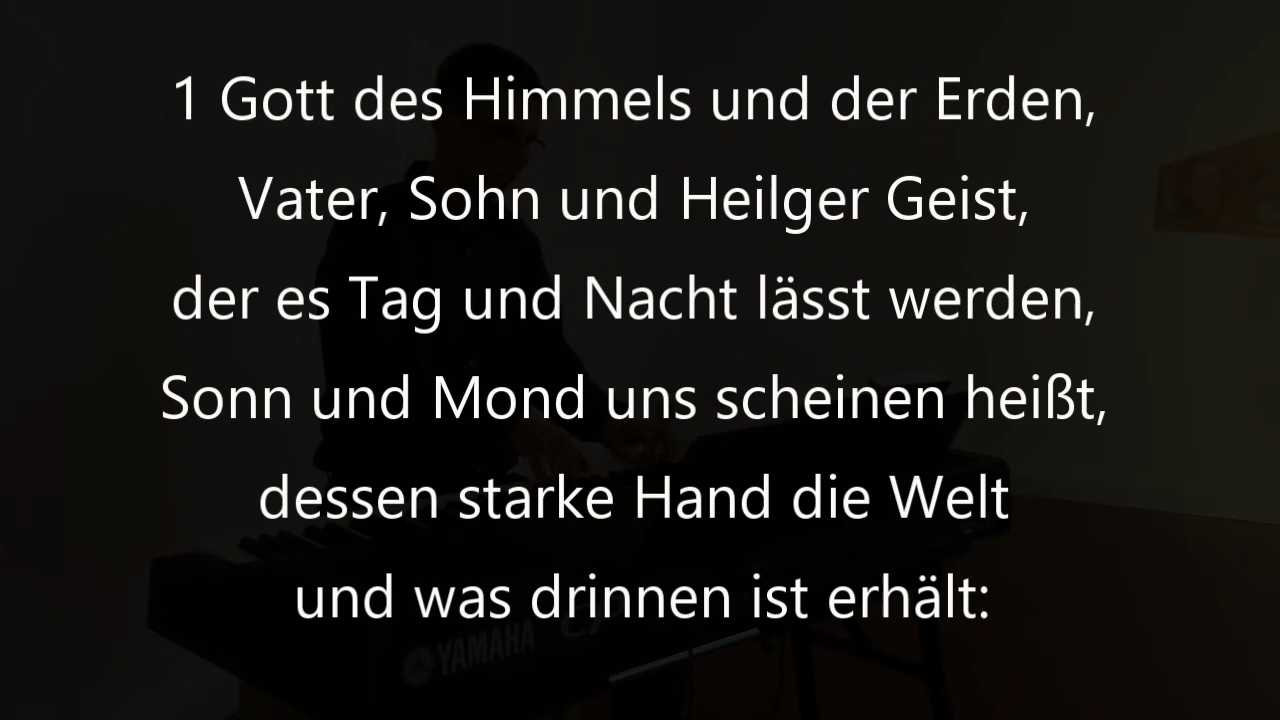 1 Gott des Himmels und der Erden,
Vater, Sohn und Heilger Geist,
der es Tag und Nacht lässt werden,
Sonn und Mond uns scheinen heißt,
dessen starke Hand die Welt
und was drinnen ist erhält:
YAMAHA